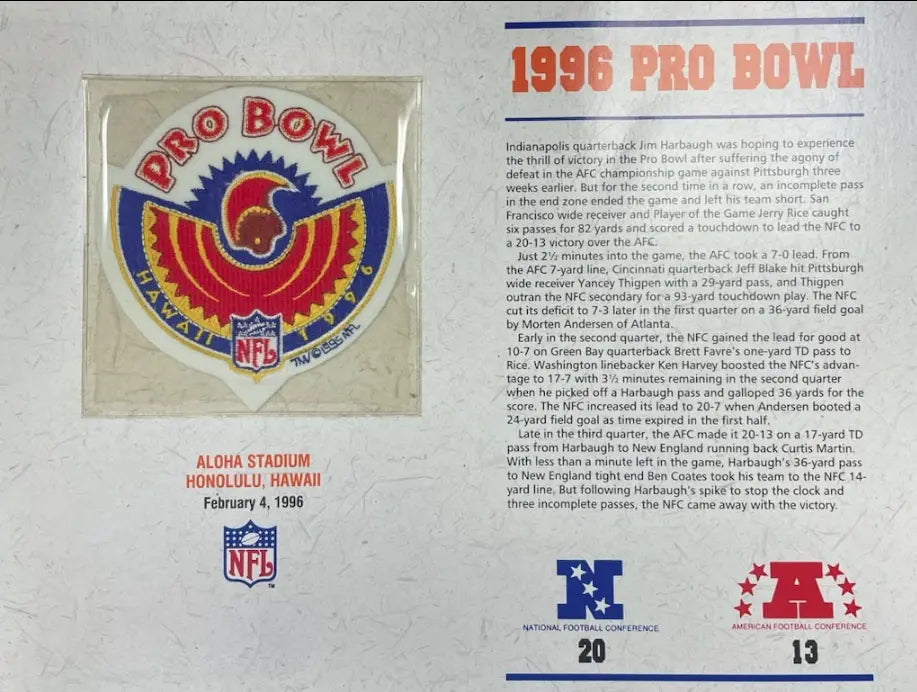 PRO BOWL
HAWAII 1996
NFL
TM © 1995 NFL
ALOHA STADIUM
HONOLULU, HAWAII
February 4, 1996
NFL
TM
1996 PRO BOWL
Indianapolis quarterback Jim Harbaugh was hoping to experience
the thrill of victory in the Pro Bowl after suffering the agony of
defeat in the AFC championship game against Pittsburgh three
weeks earlier. But for the second time in a row, an incomplete pass
in the end zone ended the game and left his team short. San
Francisco wide receiver and Player of the Game Jerry Rice caught
six passes for 82 yards and scored a touchdown to lead the NFC to
a 20-13 victory over the AFC.
Just 2½ minutes into the game, the AFC took a 7-0 lead. From
the AFC 7-yard line, Cincinnati quarterback Jeff Blake hit Pittsburgh
wide receiver Yancey Thigpen with a 29-yard pass, and Thigpen
outran the NFC secondary for a 93-yard touchdown play. The NFC
cut its deficit to 7-3 later in the first quarter on a 36-yard field goal
by Morten Andersen of Atlanta.
Early in the second quarter, the NFC gained the lead for good at
10-7 on Green Bay quarterback Brett Favre's one-yard TD pass to
Rice. Washington linebacker Ken Harvey boosted the NFC's advan-
tage to 17-7 with 3½ minutes remaining in the second quarter
when he picked off a Harbaugh pass and galloped 36 yards for the
score. The NFC increased its lead to 20-7 when Andersen booted a
24-yard field goal as time expired in the first half.
Late in the third quarter, the AFC made it 20-13 on a 17-yard TD
pass from Harbaugh to New England running back Curtis Martin.
With less than a minute left in the game, Harbaugh's 36-yard pass
to New England tight end Ben Coates took his team to the NFC 14-
yard line. But following Harbaugh's spike to stop the clock and
three incomplete passes, the NFC came away with the victory.
N
NATIONAL FOOTBALL CONFERENCE
20
A
AMERICAN FOOTBALL CONFERENCE
13